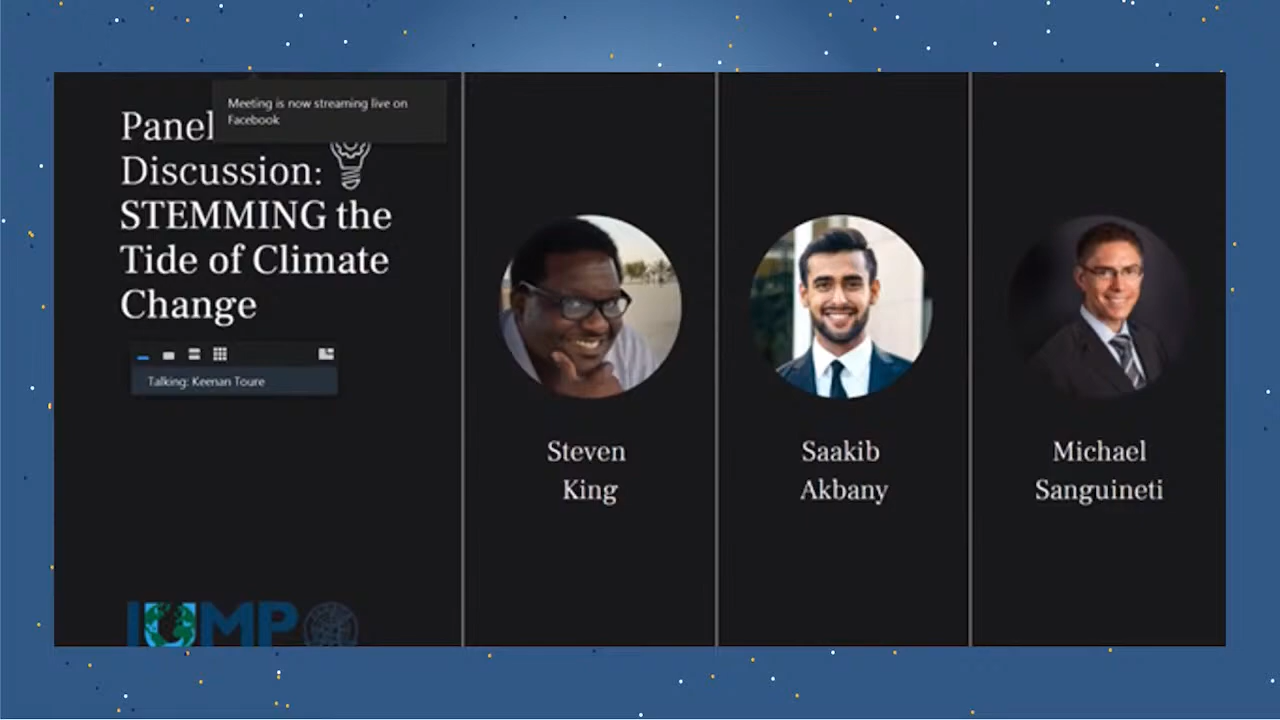 Meeting is now streaming live on
Facebook
Panel
Discussion:
STEMMING the
Tide of Climate
Change
Talking: Keenan Toure
Steven
King
Saakib
Akbany
Michael
Sanguineti
IUMP